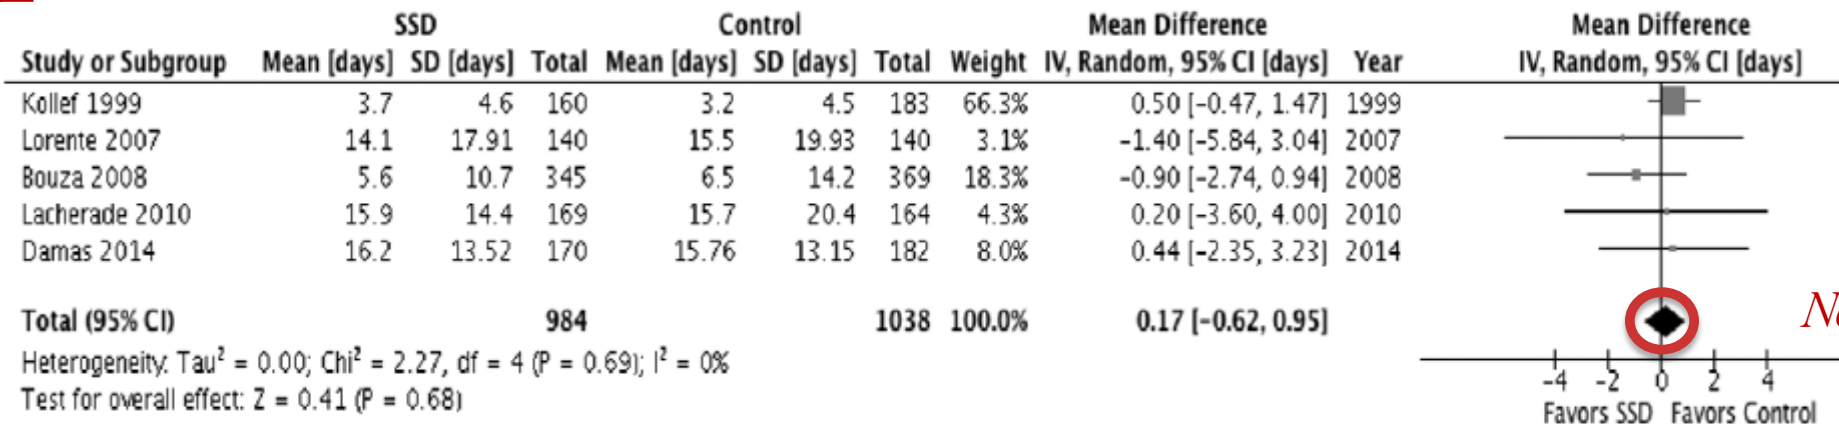 SSD Control Mean Difference Mean Difference
Study or Subgroup Mean [days] SD [days] Total Mean [days] SD [days] Total Weight IV, Random, 95% CI [days] Year IV, Random, 95% CI [days]
Kollef 1999 3.7 4.6 160 3.2 4.5 183 66.3% 0.50 [−0.47, 1.47] 1999
Lorente 2007 14.1 17.91 140 15.5 19.93 140 3.1% −1.40 [−5.84, 3.04] 2007
Bouza 2008 5.6 10.7 345 6.5 14.2 369 18.3% −0.90 [−2.74, 0.94] 2008
Lacherade 2010 15.9 14.4 169 15.7 20.4 164 4.3% 0.20 [−3.60, 4.00] 2010
Damas 2014 16.2 13.52 170 15.76 13.15 182 8.0% 0.44 [−2.35, 3.23] 2014
Total (95% CI) 984 1038 100.0% 0.17 [−0.62, 0.95]
Heterogeneity: Tau² = 0.00; Chi² = 2.27, df = 4 (P = 0.69); I² = 0%
Test for overall effect: Z = 0.41 (P = 0.68)
−4 −2 0 2 4
Favors SSD Favors Control